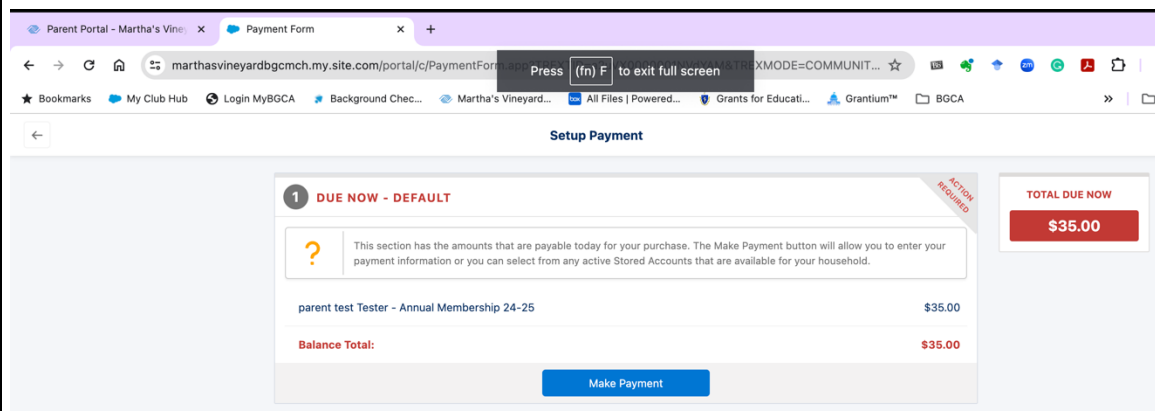 Parent Portal - Martha's Viney
Payment Form
Press (fn) F to exit full screen
marthasvineyardbgcmch.my.site.com/portal/c/PaymentForm.app XMODE=COMMUNIT...
Bookmarks My Club Hub Login MyBGCA Background Chec... Martha's Vineyard... box All Files | Powered... Grants for Educati... Grantium™ BGCA »
Setup Payment
1 DUE NOW - DEFAULT
ACTION
REQUIRED
?
This section has the amounts that are payable today for your purchase. The Make Payment button will allow you to enter your
payment information or you can select from any active Stored Accounts that are available for your household.
parent test Tester - Annual Membership 24-25 $35.00
Balance Total: $35.00
Make Payment
TOTAL DUE NOW
$35.00